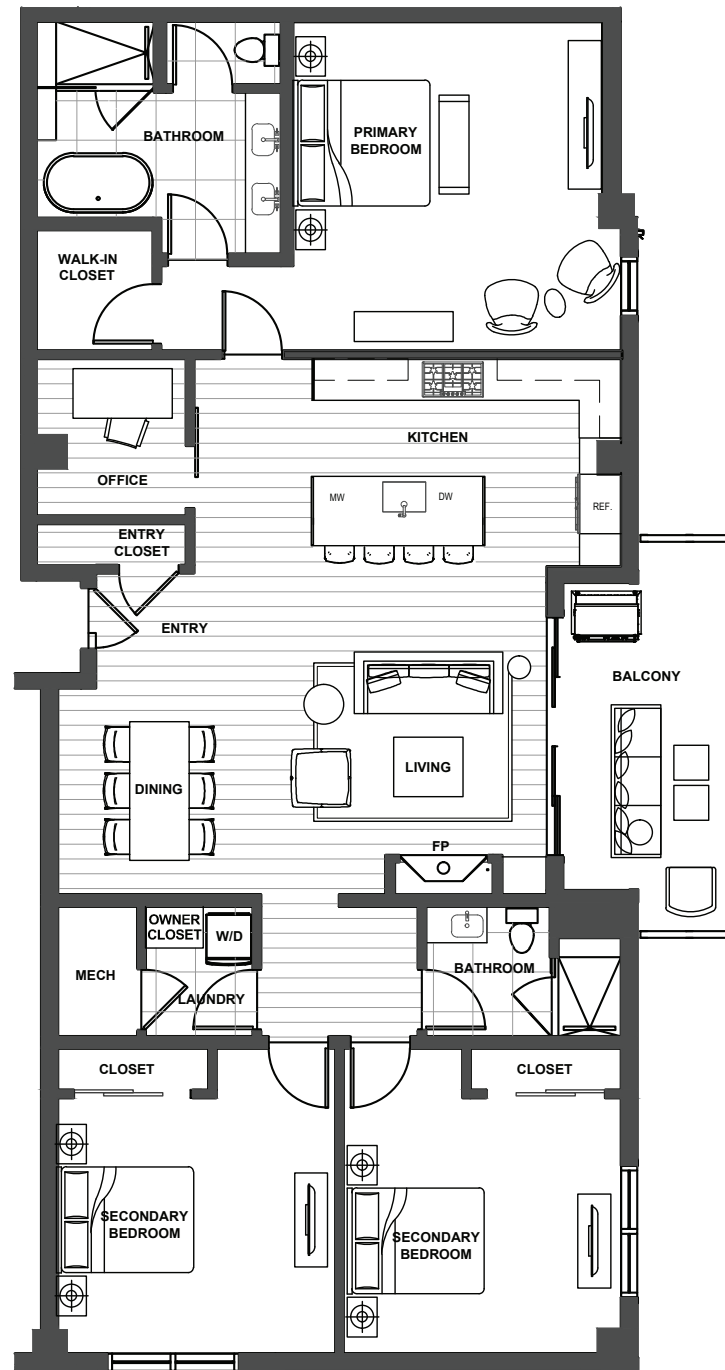 BATHROOM
PRIMARY
BEDROOM
WALK-IN
CLOSET
KITCHEN
OFFICE
MW
DW
REF.
ENTRY
CLOSET
ENTRY
BALCONY
LIVING
DINING
FP
OWNER
CLOSET
W/D
MECH
LAUNDRY
BATHROOM
CLOSET
CLOSET
SECONDARY
BEDROOM
SECONDARY
BEDROOM